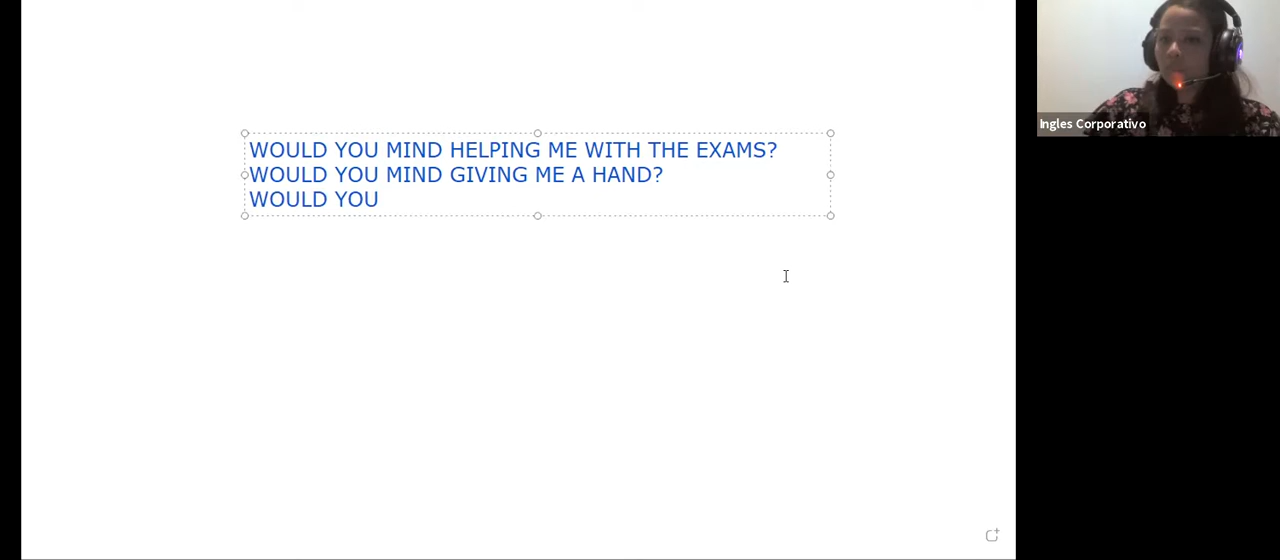 WOULD YOU MIND HELPING ME WITH THE EXAMS?
WOULD YOU MIND GIVING ME A HAND?
WOULD YOU
Ingles Corporativo